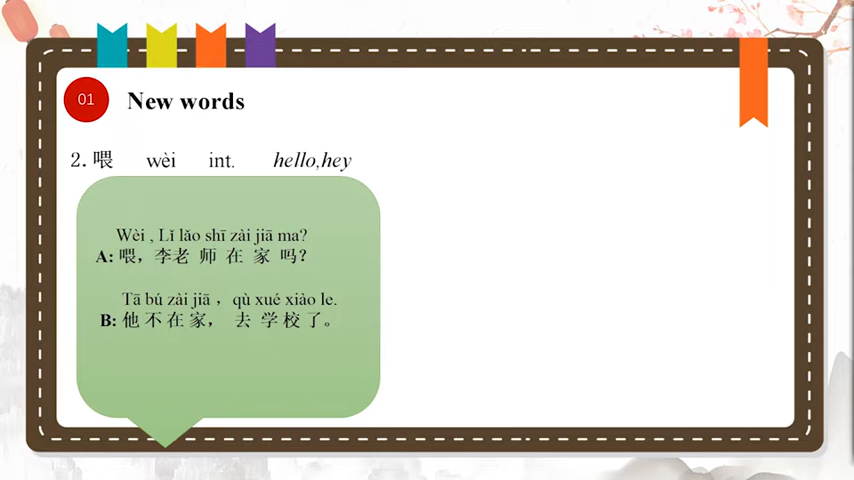 01 New words
2. 喂 wèi int. hello,hey
Wèi , Lǐ lǎo shī zài jiā ma?
A: 喂，李老 师 在 家 吗？
Tā bú zài jiā ，qù xué xiào le.
B: 他 不 在 家， 去 学 校 了。